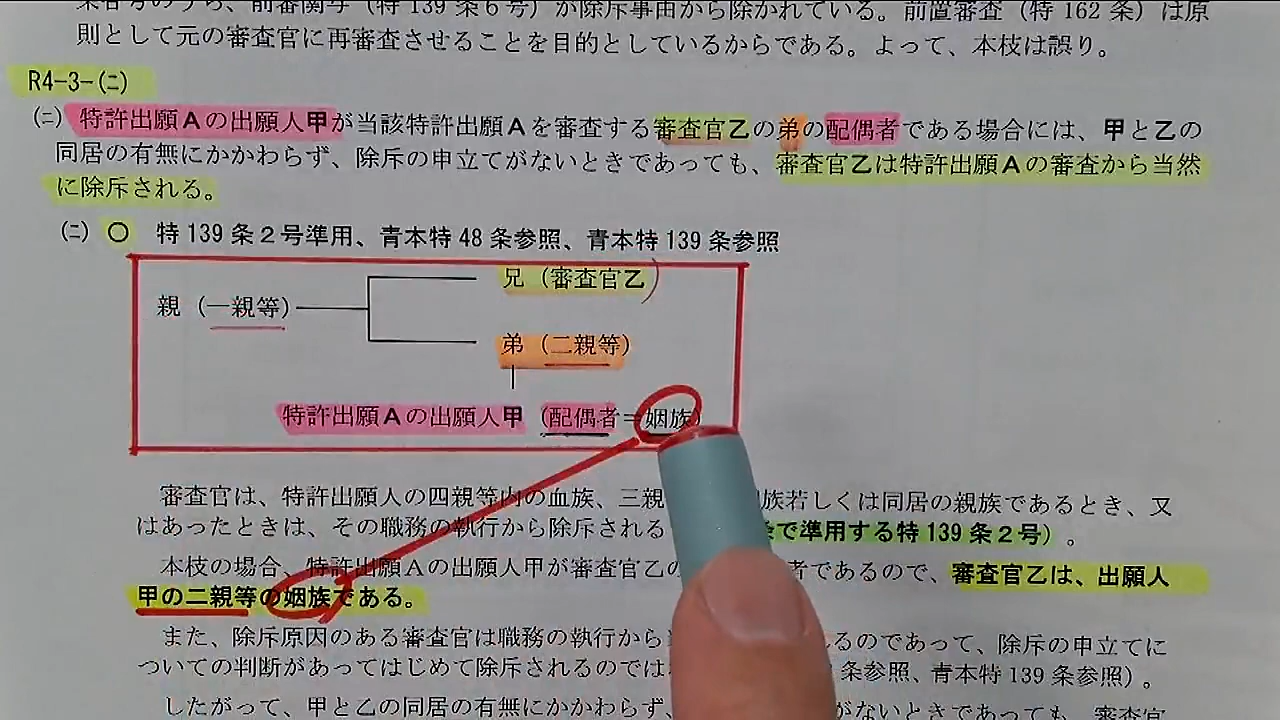 前審関与（特 139 条６号）が除斥事由から除かれている。前置審査（特 162 条）は原
則として元の審査官に再審査させることを目的としているからである。よって、本枝は誤り。
R4−3−(ニ)
(ニ) 特許出願Ａの出願人甲が当該特許出願Ａを審査する審査官乙の弟の配偶者である場合には、甲と乙の
同居の有無にかかわらず、除斥の申立てがないときであっても、審査官乙は特許出願Ａの審査から当然
に除斥される。
(ニ) ○ 特 139 条２号準用、青本特 48 条参照、青本特 139 条参照
兄（審査官乙）
親（一親等）
弟（二親等）
特許出願Ａの出願人甲（配偶者＝姻族）
審査官は、特許出願人の四親等内の血族、三親 族若しくは同居の親族であるとき、又
はあったときは、その職務の執行から除斥される 条で準用する特 139 条２号）。
本枝の場合、特許出願Ａの出願人甲が審査官乙の 者であるので、審査官乙は、出願人
甲の二親等の姻族である。
また、除斥原因のある審査官は職務の執行から るのであって、除斥の申立てに
ついての判断があってはじめて除斥されるのでは 条参照、青本特 139 条参照）。
したがって、甲と乙の同居の有無にかかわらず、 がないときであっても、審査官